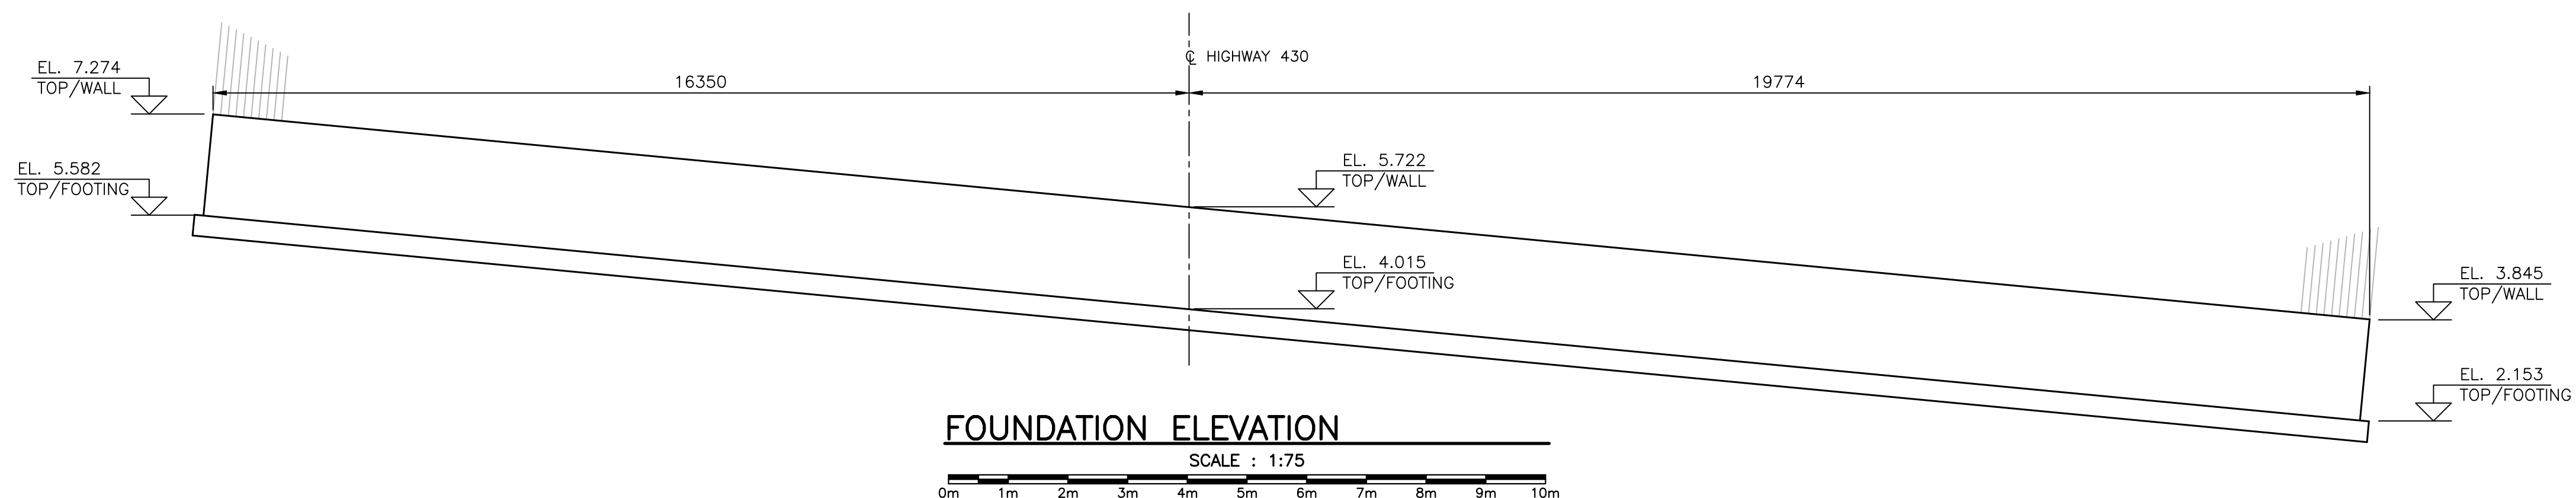 ℄ HIGHWAY 430
EL. 7.274
TOP/WALL
16350
19774
EL. 5.582
TOP/FOOTING
EL. 5.722
TOP/WALL
EL. 4.015
TOP/FOOTING
EL. 3.845
TOP/WALL
EL. 2.153
TOP/FOOTING
FOUNDATION ELEVATION
SCALE : 1:75
0m 1m 2m 3m 4m 5m 6m 7m 8m 9m 10m